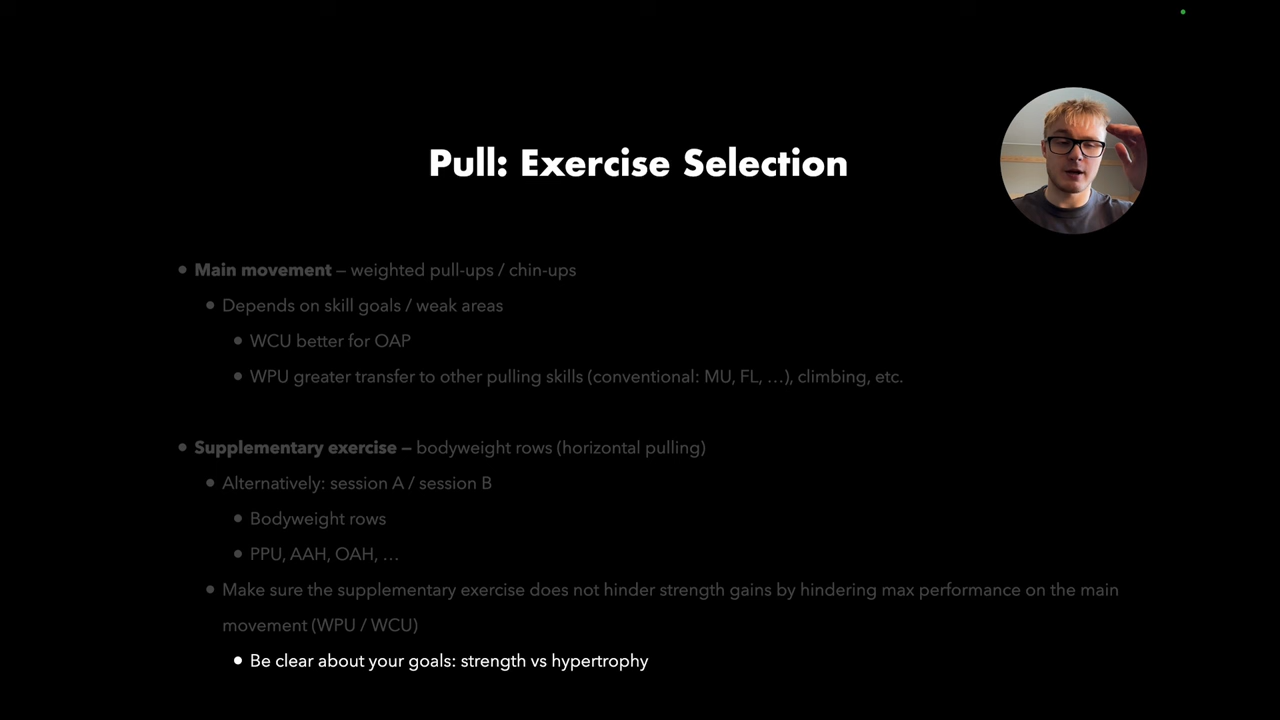 Pull: Exercise Selection
• Main movement – weighted pull-ups / chin-ups
• Depends on skill goals / weak areas
• WCU better for OAP
• WPU greater transfer to other pulling skills (conventional: MU, FL, …), climbing, etc.
• Supplementary exercise – bodyweight rows (horizontal pulling)
• Alternatively: session A / session B
• Bodyweight rows
• PPU, AAH, OAH, …
• Make sure the supplementary exercise does not hinder strength gains by hindering max performance on the main
movement (WPU / WCU)
• Be clear about your goals: strength vs hypertrophy